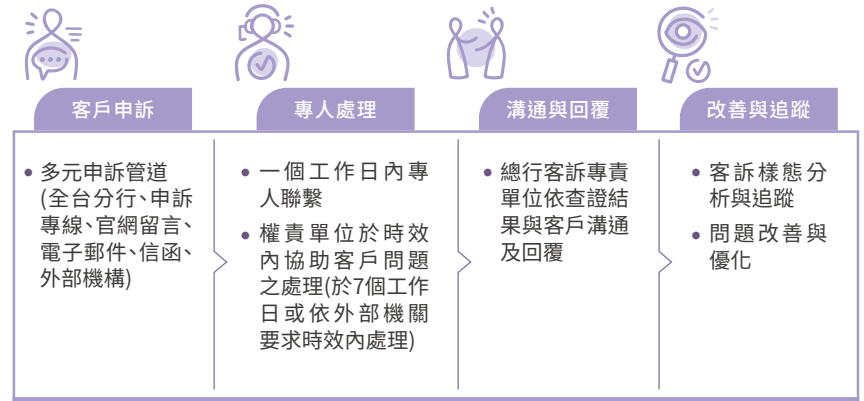 客戶申訴
多元申訴管道
(全台分行、申訴
專線、官網留言、
電子郵件、信函、
外部機構)
專人處理
一個工作日內專
人聯繫
權責單位於時效
內協助客戶問題
之處理(於7個工作
日或依外部機關
要求時效內處理)
溝通與回覆
總行客訴專責
單位依查證結
果與客戶溝通
及回覆
改善與追蹤
客訴樣態分
析與追蹤
問題改善與
優化